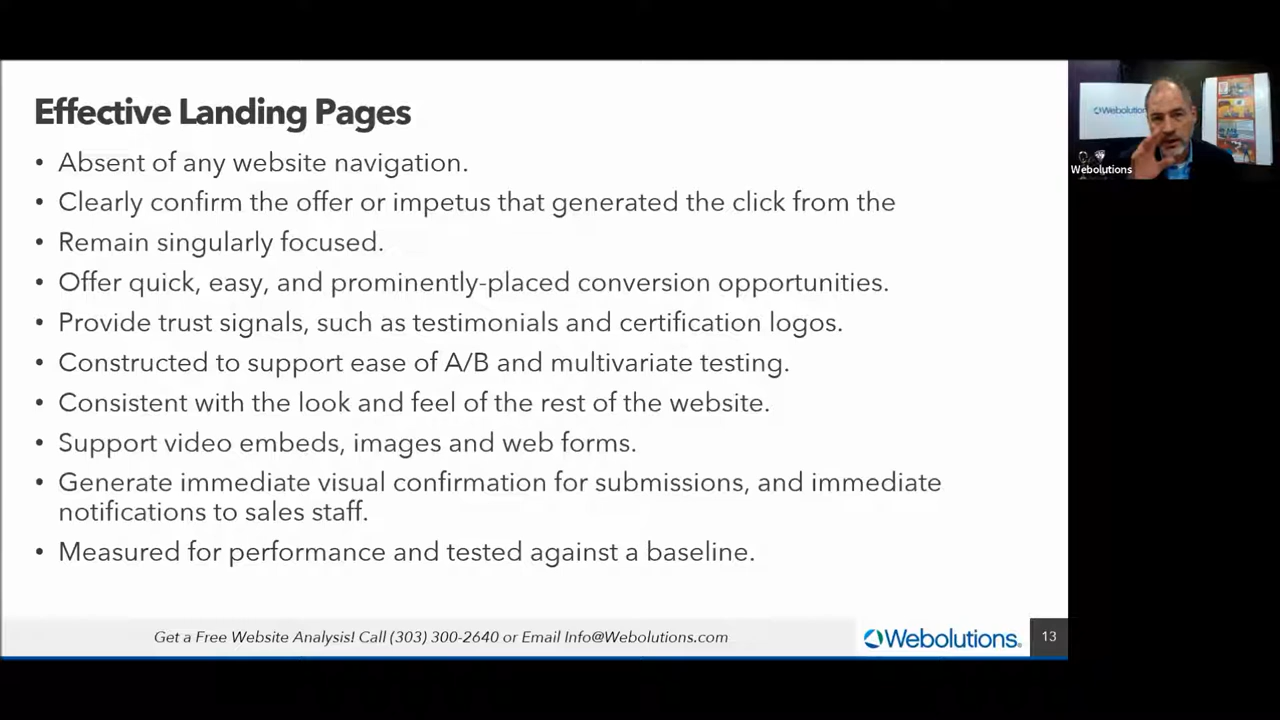 Effective Landing Pages
• Absent of any website navigation.
• Clearly confirm the offer or impetus that generated the click from the
• Remain singularly focused.
• Offer quick, easy, and prominently-placed conversion opportunities.
• Provide trust signals, such as testimonials and certification logos.
• Constructed to support ease of A/B and multivariate testing.
• Consistent with the look and feel of the rest of the website.
• Support video embeds, images and web forms.
• Generate immediate visual confirmation for submissions, and immediate
notifications to sales staff.
• Measured for performance and tested against a baseline.
Get a Free Website Analysis! Call (303) 300-2640 or Email Info@Webolutions.com
Webolutions.
13
Webolution
Webolutions